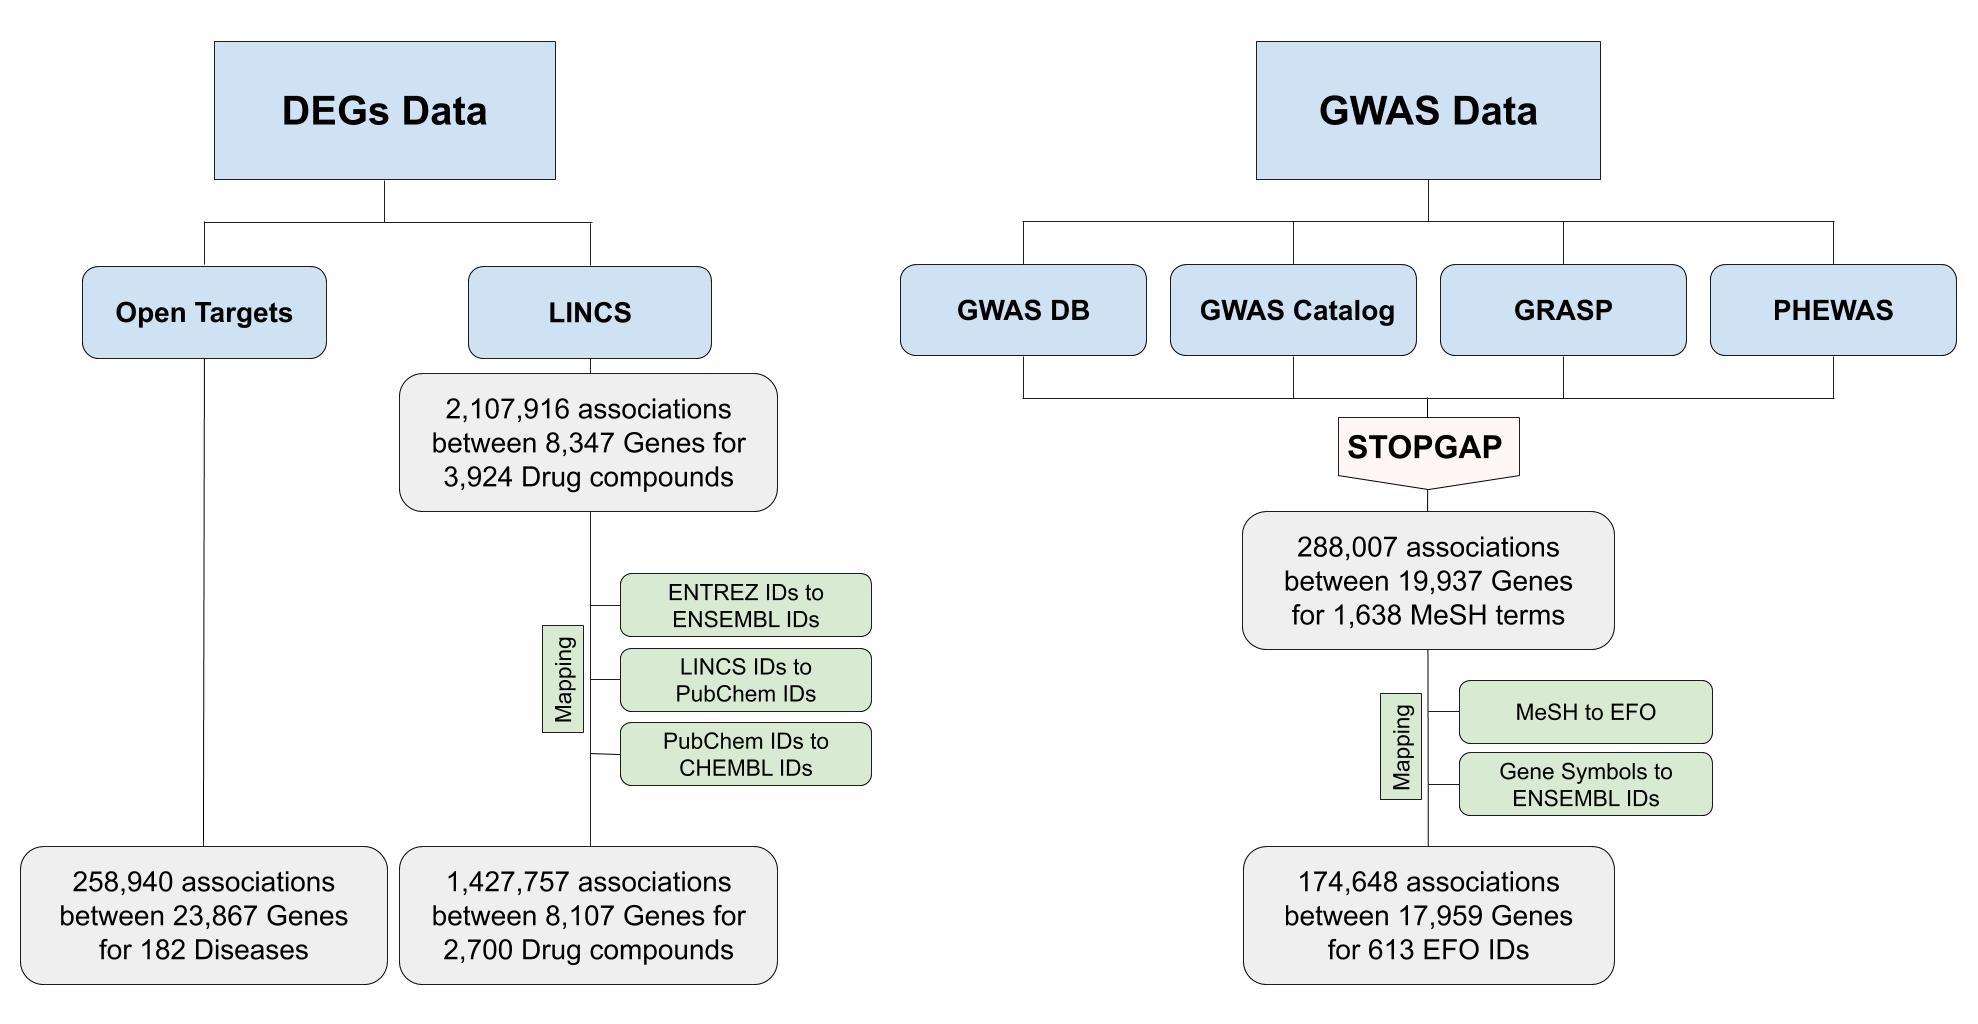 DEGs Data
Open Targets
LINCS
2,107,916 associations
between 8,347 Genes for
3,924 Drug compounds
Mapping
ENTREZ IDs to
ENSEMBL IDs
LINCS IDs to
PubChem IDs
PubChem IDs to
CHEMBL IDs
258,940 associations
between 23,867 Genes
for 182 Diseases
1,427,757 associations
between 8,107 Genes for
2,700 Drug compounds
GWAS Data
GWAS DB
GWAS Catalog
GRASP
PHEWAS
STOPGAP
288,007 associations
between 19,937 Genes
for 1,638 MeSH terms
Mapping
MeSH to EFO
Gene Symbols to
ENSEMBL IDs
174,648 associations
between 17,959 Genes
for 613 EFO IDs